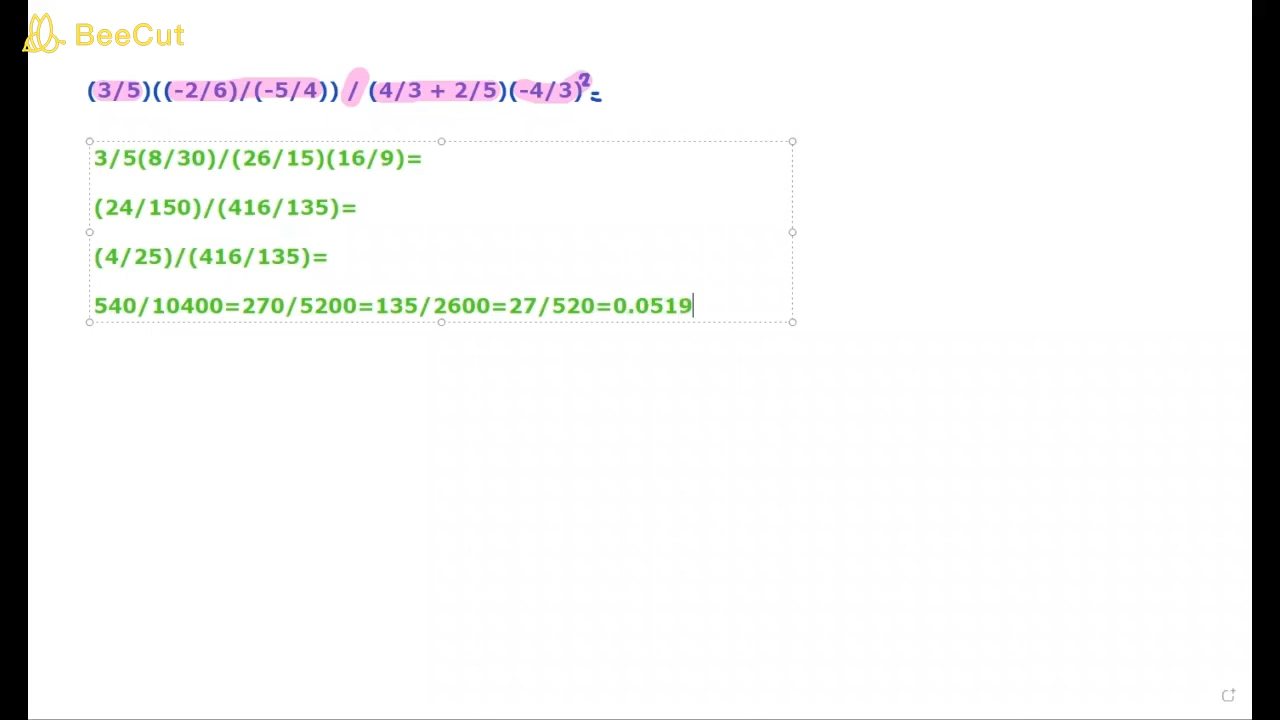 BeeCut
(3/5)((-2/6)/(-5/4)) / (4/3 + 2/5)(-4/3)²=
3/5(8/30)/(26/15)(16/9)=
(24/150)/(416/135)=
(4/25)/(416/135)=
540/10400=270/5200=135/2600=27/520=0.0519